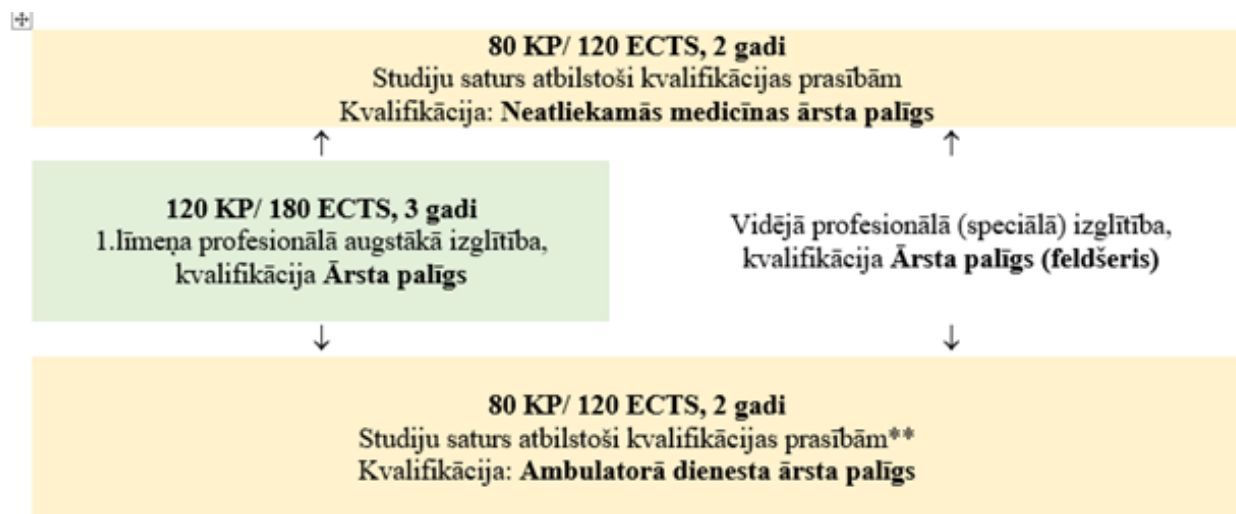 80 KP/ 120 ECTS, 2 gadi
Studiju saturs atbilstoši kvalifikācijas prasībām
Kvalifikācija: Neatliekamās medicīnas ārsta palīgs
↑
↑
120 KP/ 180 ECTS, 3 gadi
1.līmeņa profesionālā augstākā izglītība,
kvalifikācija Ārsta palīgs
Vidējā profesionālā (speciālā) izglītība,
kvalifikācija Ārsta palīgs (feldšeris)
↓
↓
80 KP/ 120 ECTS, 2 gadi
Studiju saturs atbilstoši kvalifikācijas prasībām**
Kvalifikācija: Ambulatorā dienesta ārsta palīgs